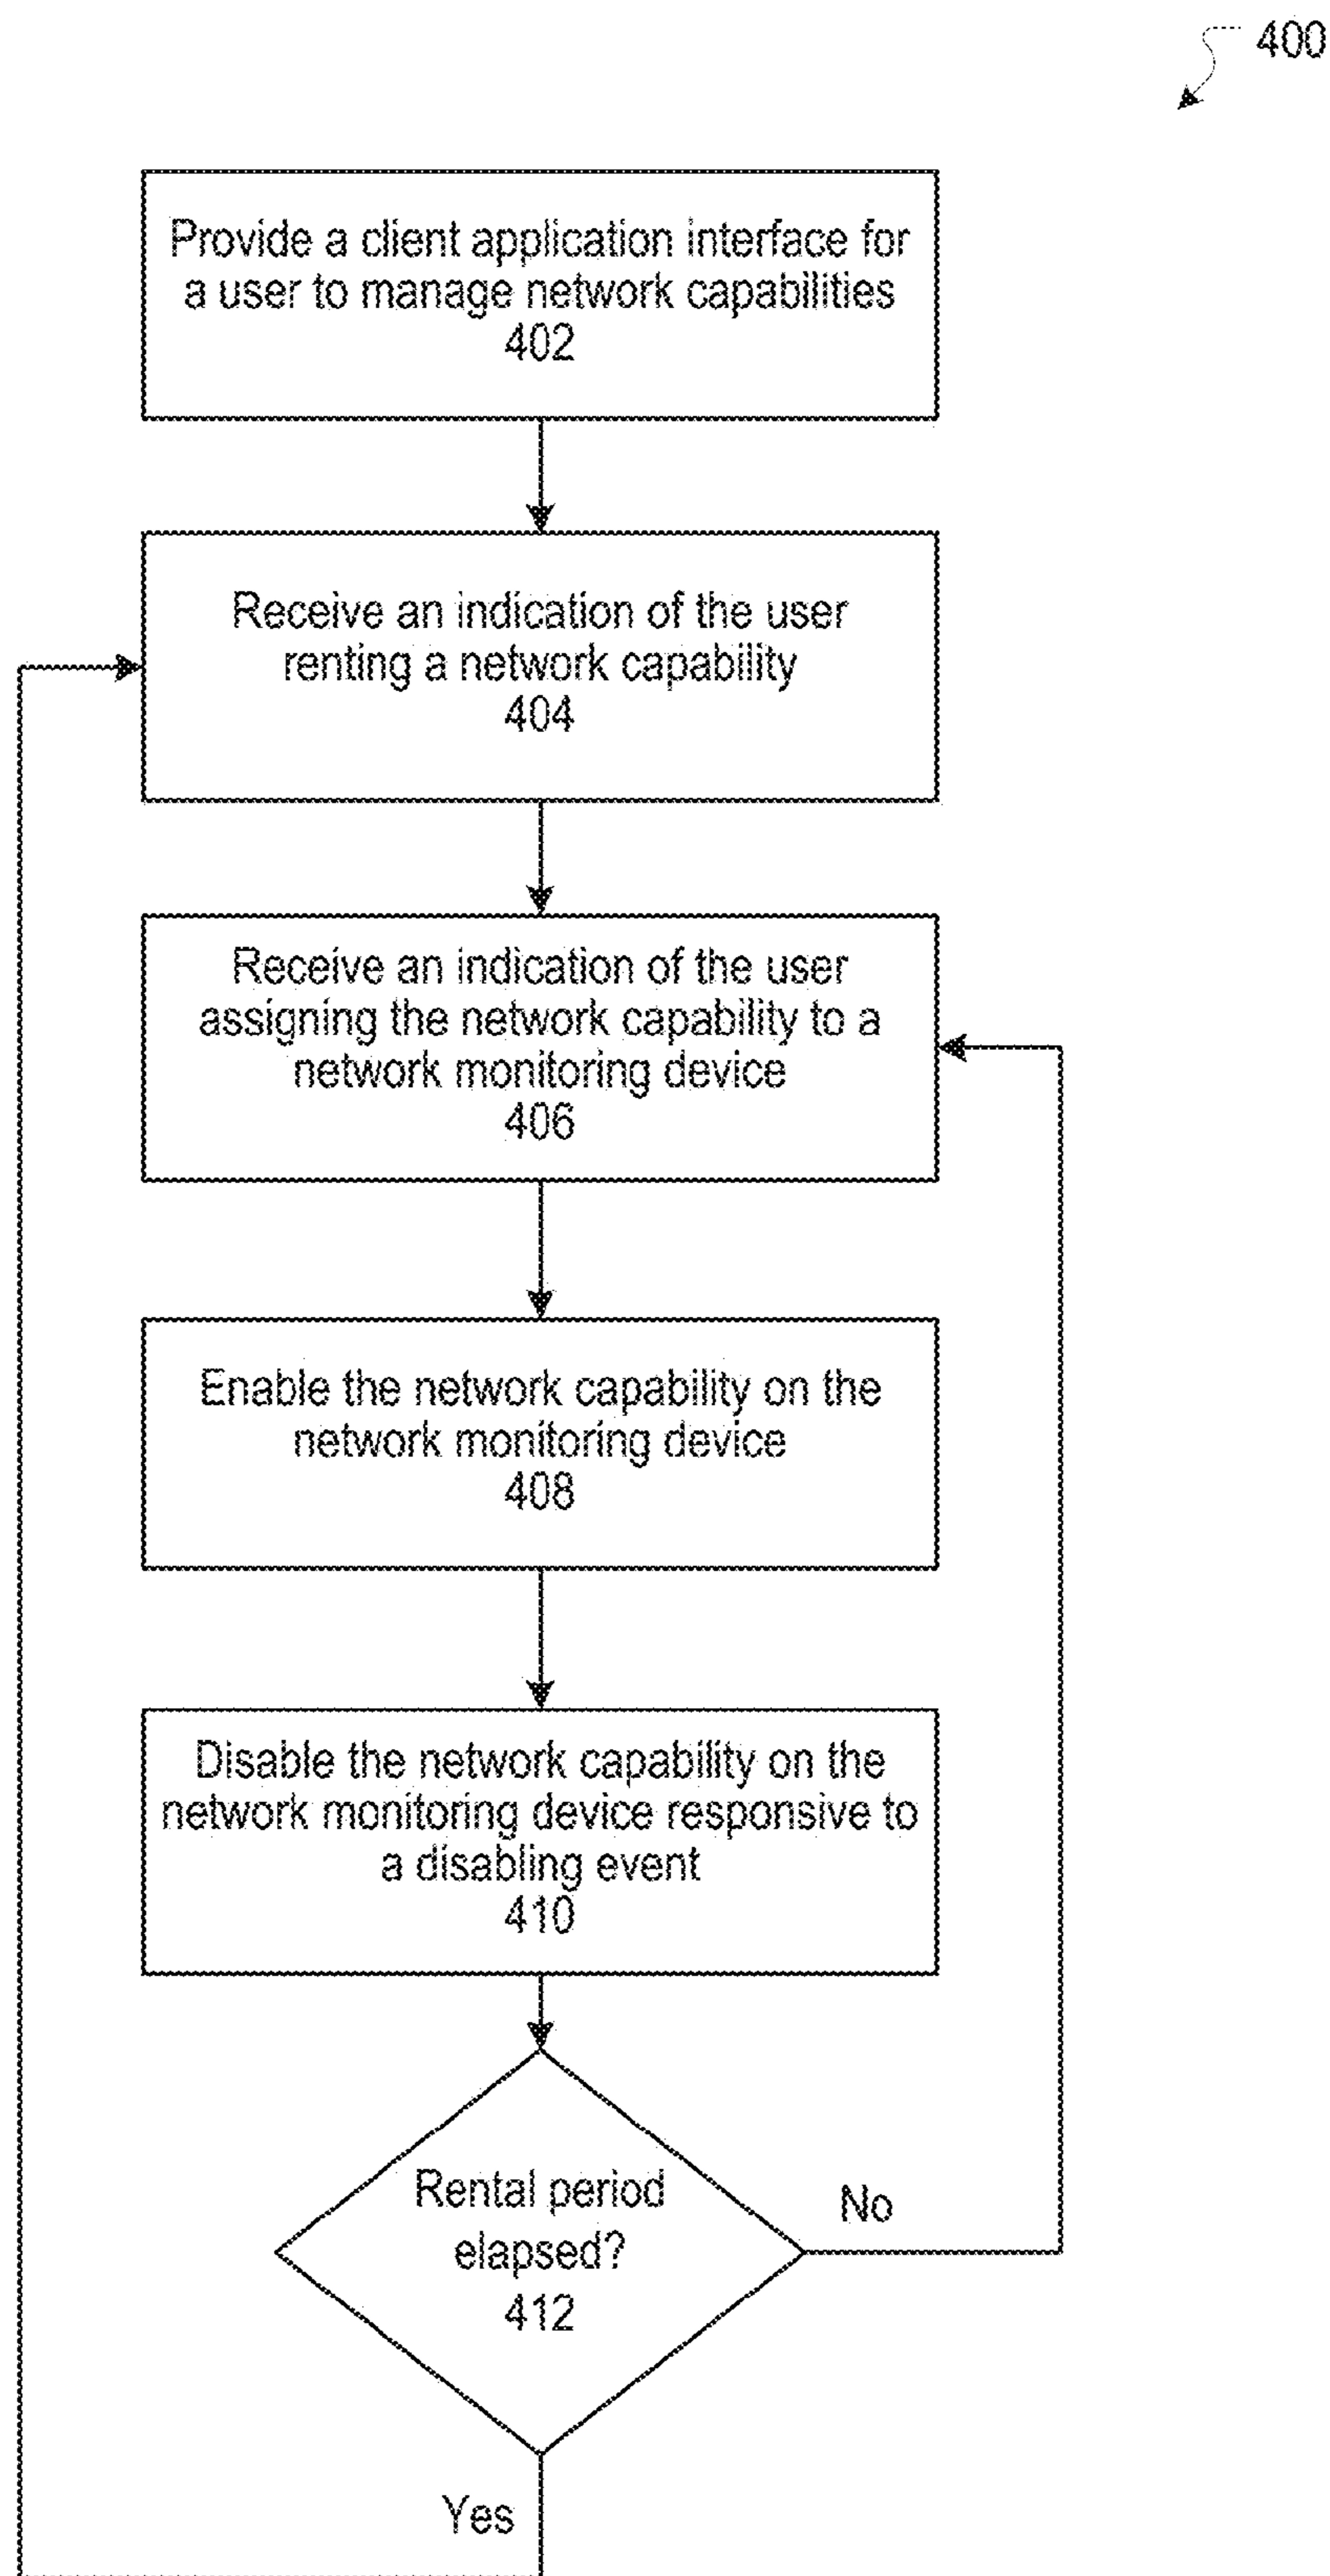 400
Provide a client application interface for
a user to manage network capabilities
402
Receive an indication of the user
renting a network capability
404
Receive an indication of the user
assigning the network capability to a
network monitoring device
406
Enable the network capability on the
network monitoring device
408
Disable the network capability on the
network monitoring device responsive to
a disabling event
410
Rental period
elapsed?
412
No
Yes